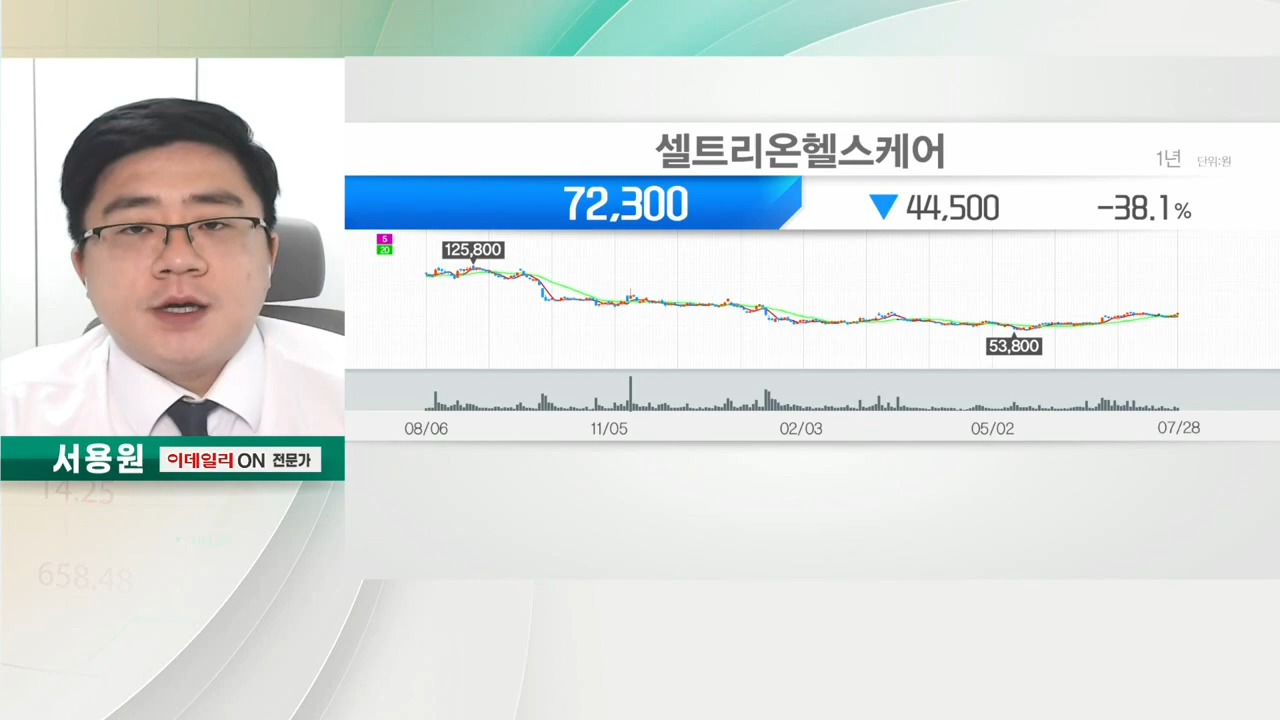 셀트리온헬스케어
1년 단위:원
72,300 ▼ 44,500 -38.1%
5
20
125,800
53,800
08/06 11/05 02/03 05/02 07/28
서용원 이데일리 ON 전문가
14.25
658.48